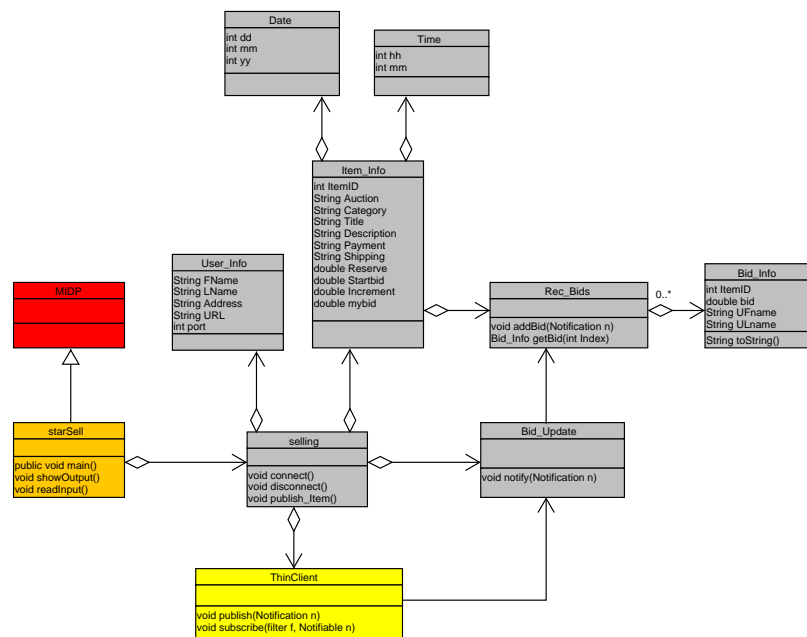 Date
int dd
int mm
int yy
Time
int hh
int mm
Item_Info
int ItemID
String Auction
String Category
String Title
String Description
String Payment
String Shipping
double Reserve
double Startbid
double Increment
double mybid
User_Info
String FName
String LName
String Address
String URL
int port
MIDP
Rec_Bids
void addBid(Notification n)
Bid_Info getBid(int Index)
0..*
Bid_Info
int ItemID
double bid
String UFname
String ULname
String toString()
starSell
public void main()
void showOutput()
void readInput()
selling
void connect()
void disconnect()
void publish_Item()
Bid_Update
void notify(Notification n)
ThinClient
void publish(Notification n)
void subscribe(filter f, Notifiable n)